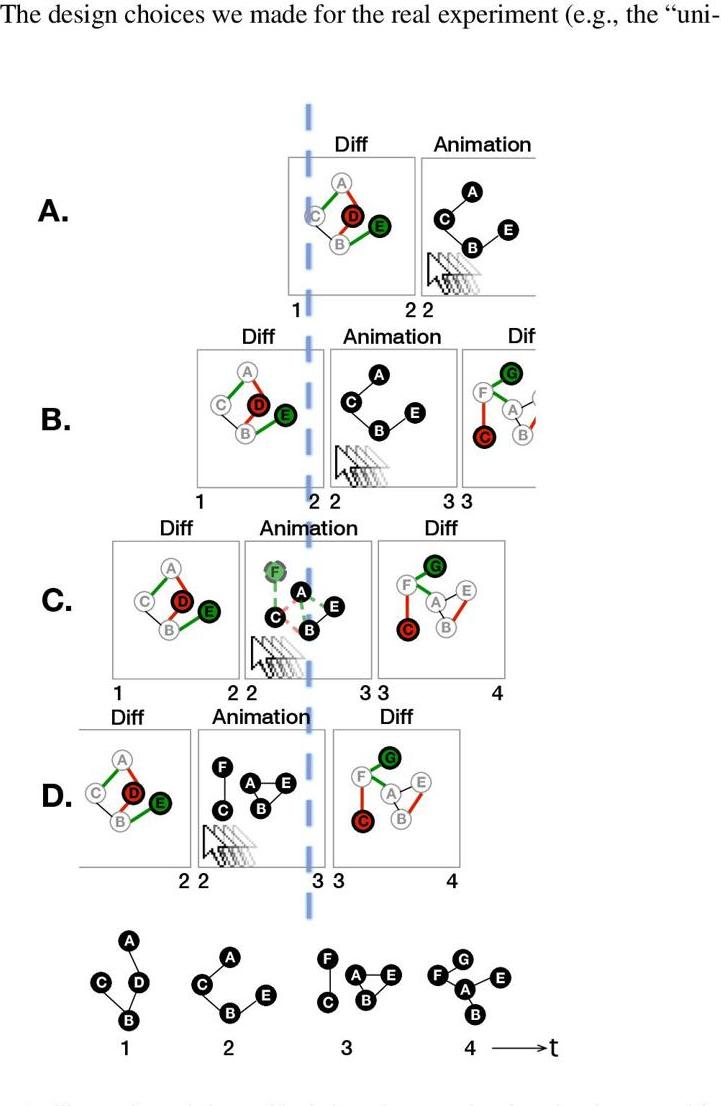 The design choices we made for the real experiment (e.g., the “uni-
Diff Animation
A.
A C D B E
A C B E
1 2 2
Diff Animation Dif
B.
A C D B E
A C B E
G F A C B
1 2 2 3 3
Diff Animation Diff
C.
A C D B E
F A C E B
G F A E C B
1 2 2 3 3 4
Diff Animation Diff
D.
A C D B E
F A E C B
G F A E C B
2 2 3 3 4
A C D B
A C B E
F A E C B
G F A E B
1 2 3 4 t